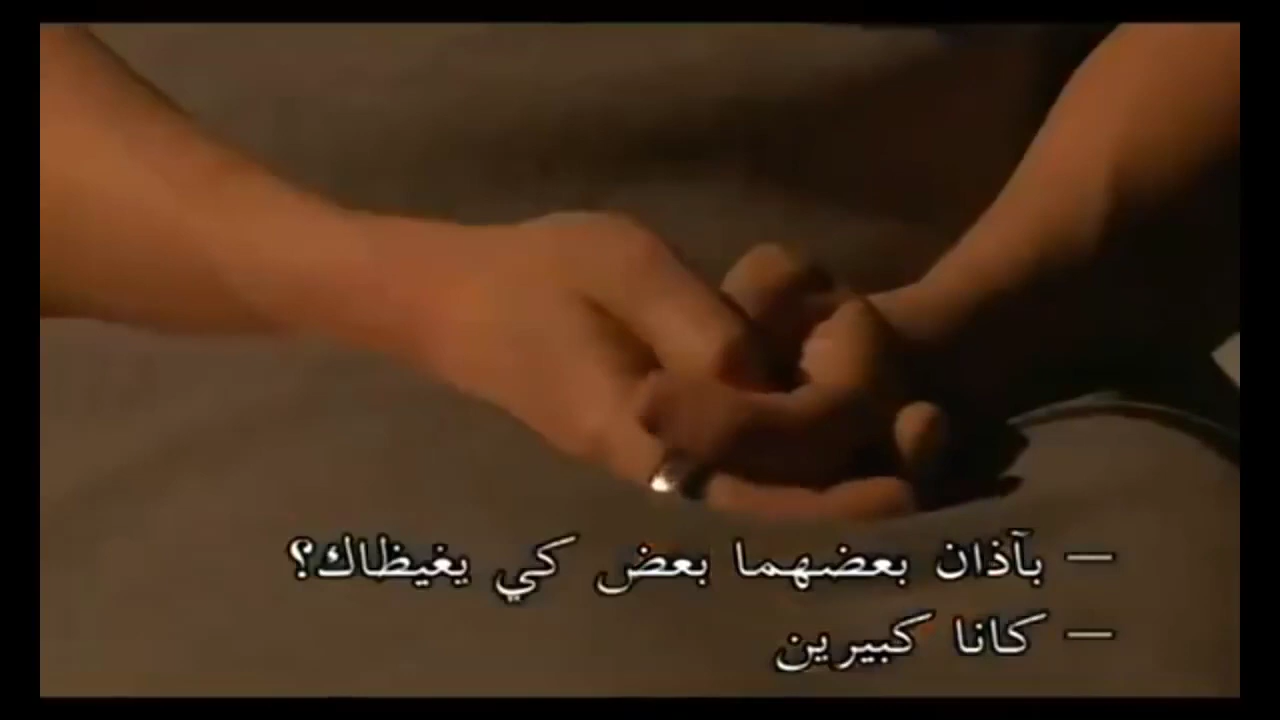 — بآذان بعضهما بعض كي يغيظاك؟
— كانا كبيرين